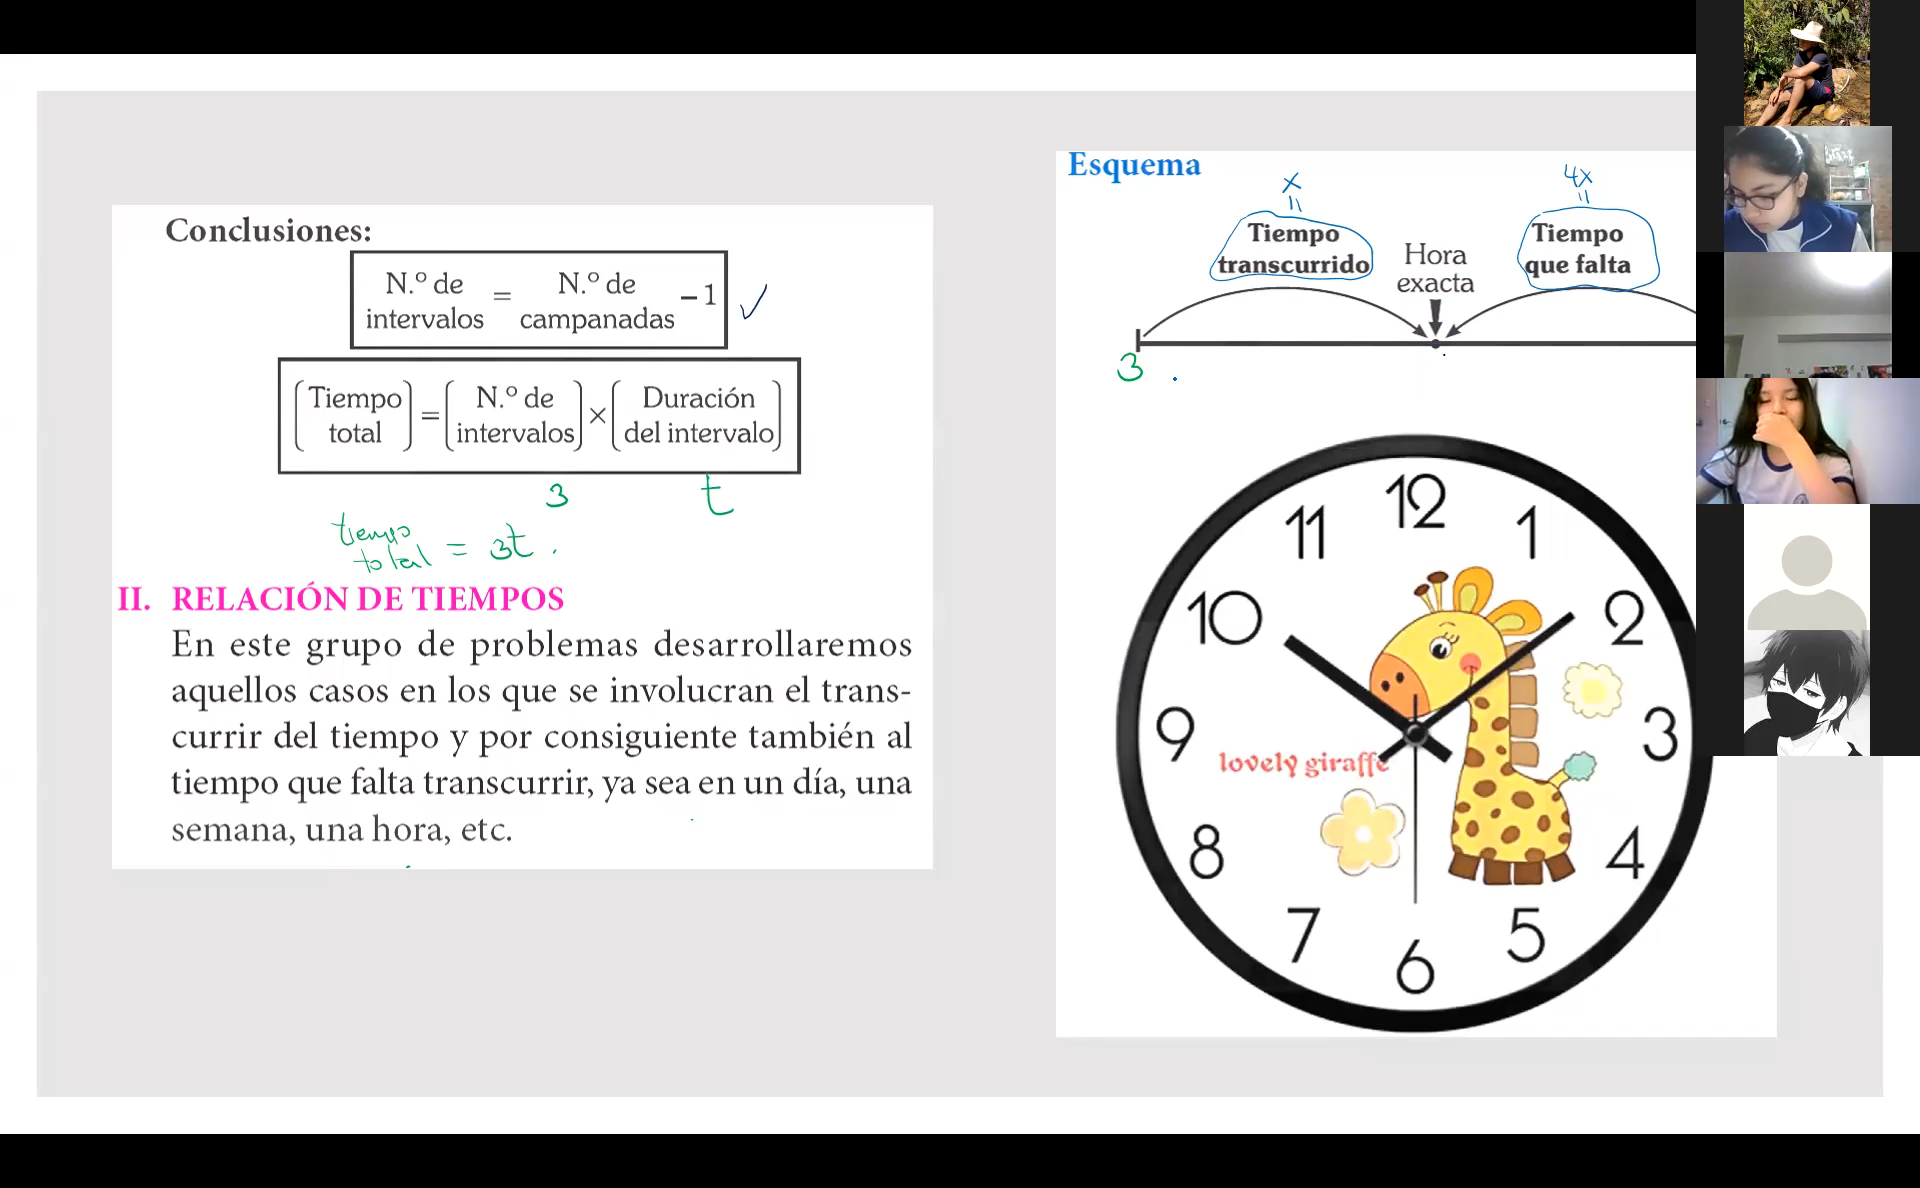 Conclusiones:
N.º de intervalos = N.º de campanadas − 1 ✓
(Tiempo total) = (N.º de intervalos) × (Duración del intervalo)
3 t
tiempo total = 3t .
II. RELACIÓN DE TIEMPOS
En este grupo de problemas desarrollaremos
aquellos casos en los que se involucran el trans-
currir del tiempo y por consiguiente también al
tiempo que falta transcurrir, ya sea en un día, una
semana, una hora, etc.
Esquema
x 4x
= =
Tiempo transcurrido
Hora exacta
Tiempo que falta
3
12
1
2
3
4
5
6
7
8
9
10
11
lovely giraffe